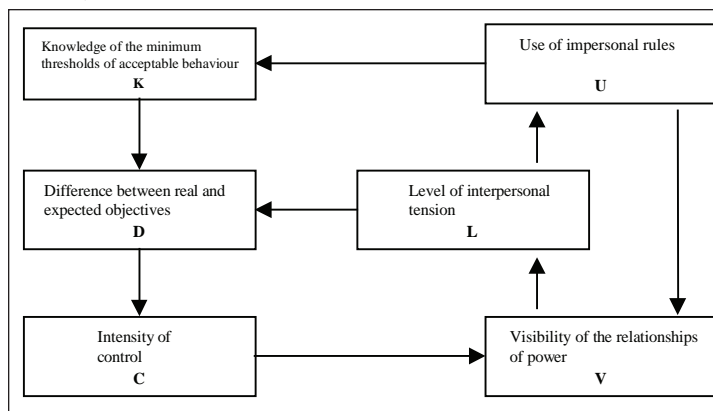 Knowledge of the minimum
thresholds of acceptable behaviour
K
Use of impersonal rules
U
Difference between real and
expected objectives
D
Level of interpersonal
tension
L
Intensity of
control
C
Visibility of the relationships
of power
V